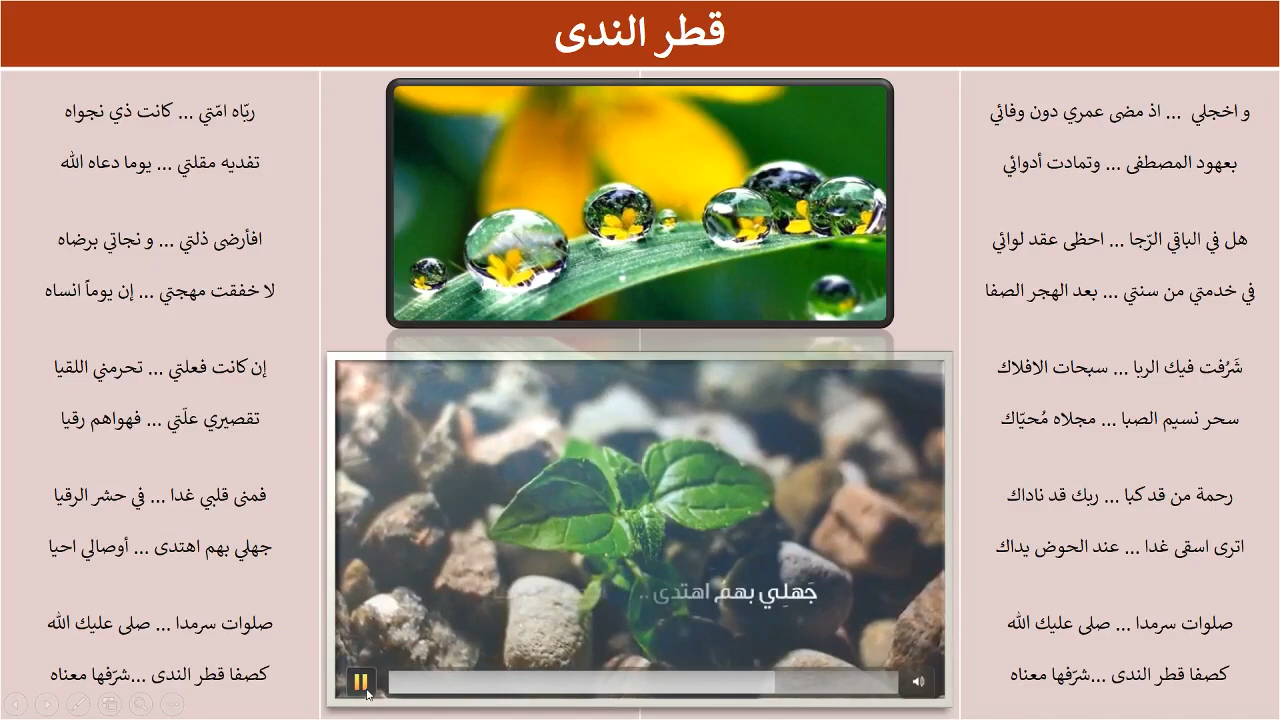 قطر الندى
و اخجلي ... اذ مضى عمري دون وفائي
بعهود المصطفى ... وتمادت أدوائي
هل في الباقي الرّجا ... احظى عقد لوائي
في خدمتي من سنتي ... بعد الهجر الصفا
شَرُفت فيك الربا ... سبحات الافلاك
سحر نسيم الصبا ... مجلاه مُحيّاك
رحمة من قد كبا ... ربك قد ناداك
اترى اسقى غدا ... عند الحوض يداك
صلوات سرمدا ... صلى عليك الله
كصفا قطر الندى ...شرّفها معناه
ربّاه امّتي ... كانت ذي نجواه
تفديه مقلتي ... يوما دعاه الله
افأرضى ذلتي ... و نجاتي برضاه
لا خفقت مهجتي ... إن يوماً انساه
إن كانت فعلتي ... تحرمني اللقيا
تقصيري علّتي ... فهواهم رقيا
فمنى قلبي غدا ... في حشر الرقيا
جهلي بهم اهتدى ... أوصالي احيا
صلوات سرمدا ... صلى عليك الله
كصفا قطر الندى ...شرّفها معناه
جَهلِي بهمُ اهتدى ..